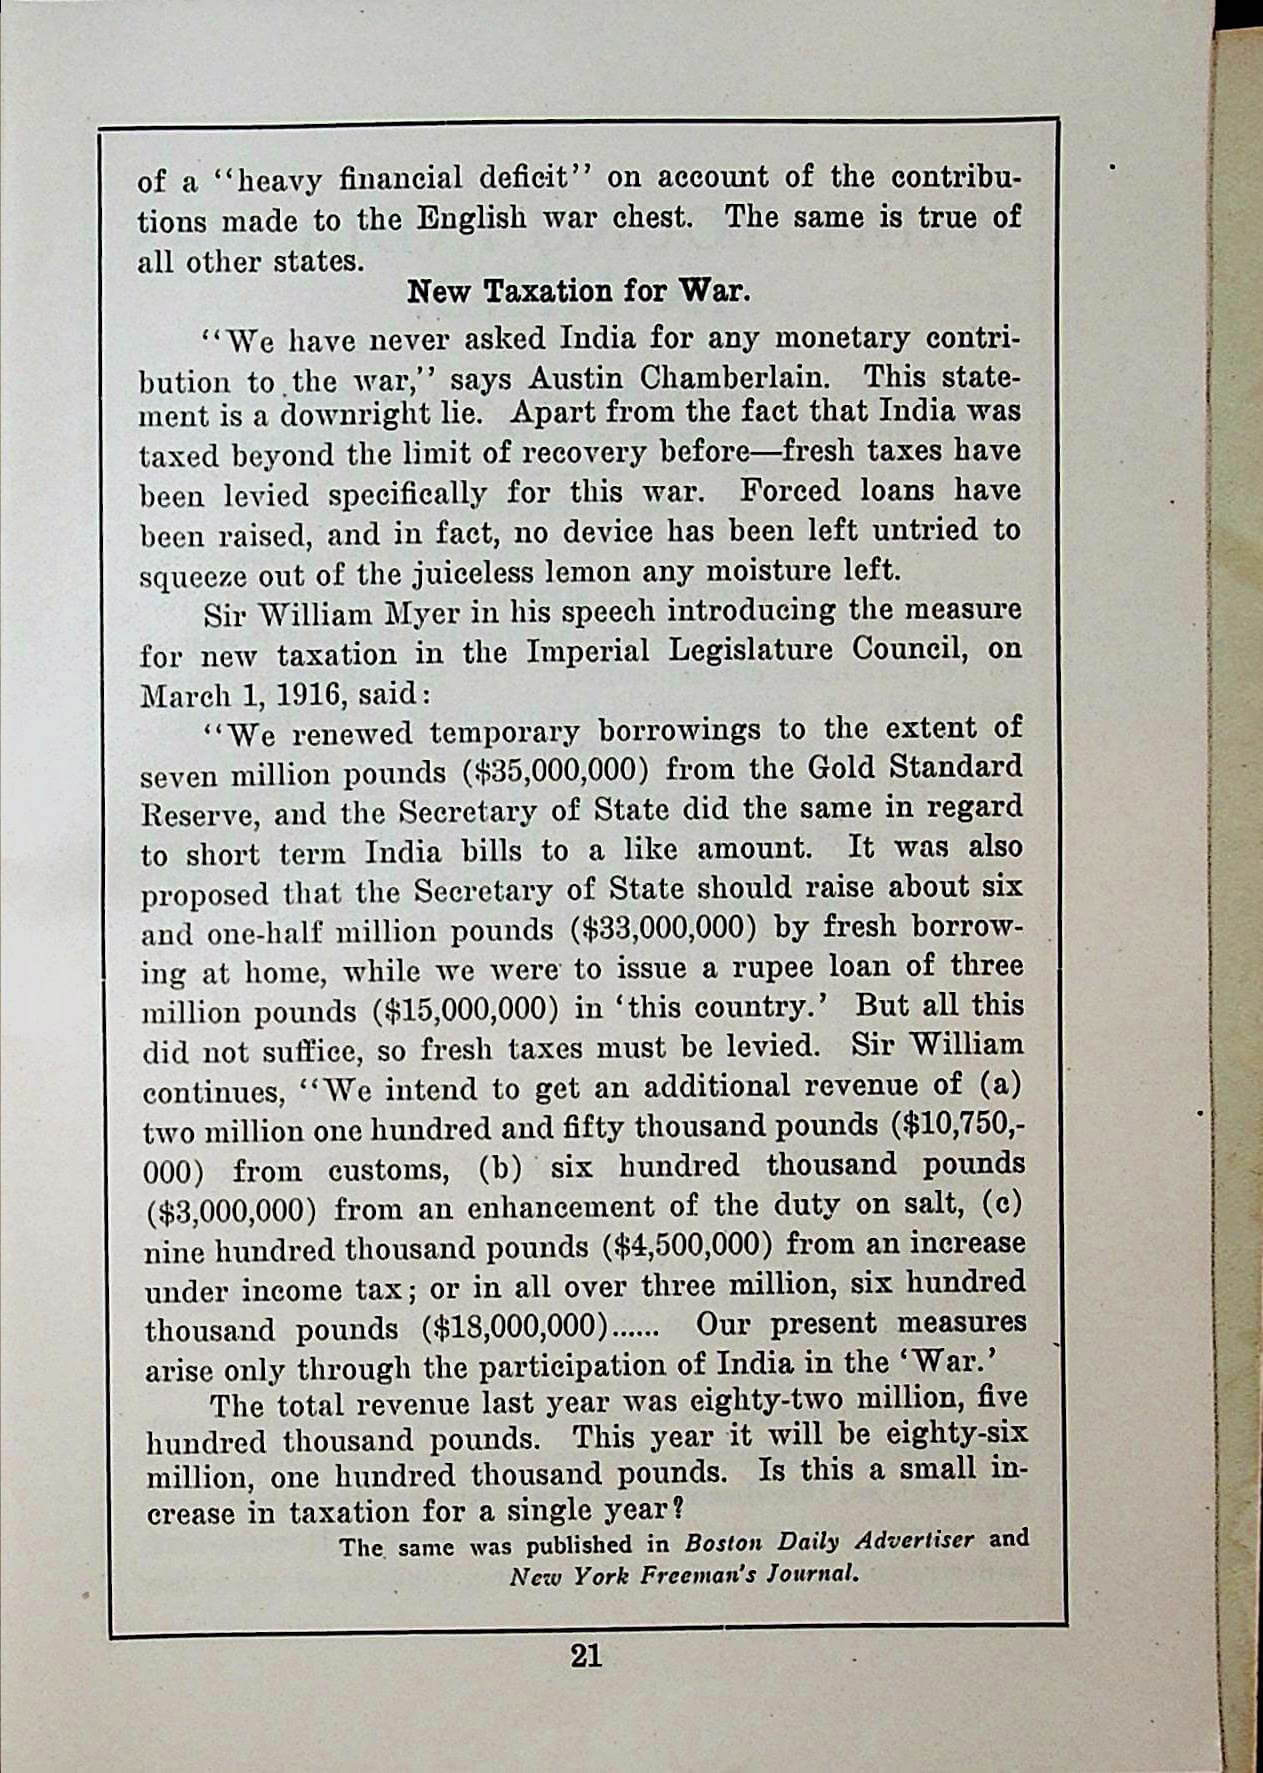 of a “heavy financial deficit” on account of the contribu-
tions made to the English war chest. The same is true of
all other states.
New Taxation for War.
“We have never asked India for any monetary contri-
bution to the war,” says Austin Chamberlain. This state-
ment is a downright lie. Apart from the fact that India was
taxed beyond the limit of recovery before—fresh taxes have
been levied specifically for this war. Forced loans have
been raised, and in fact, no device has been left untried to
squeeze out of the juiceless lemon any moisture left.
Sir William Myer in his speech introducing the measure
for new taxation in the Imperial Legislature Council, on
March 1, 1916, said:
“We renewed temporary borrowings to the extent of
seven million pounds ($35,000,000) from the Gold Standard
Reserve, and the Secretary of State did the same in regard
to short term India bills to a like amount. It was also
proposed that the Secretary of State should raise about six
and one-half million pounds ($33,000,000) by fresh borrow-
ing at home, while we were to issue a rupee loan of three
million pounds ($15,000,000) in ‘this country.’ But all this
did not suffice, so fresh taxes must be levied. Sir William
continues, “We intend to get an additional revenue of (a)
two million one hundred and fifty thousand pounds ($10,750,-
000) from customs, (b) six hundred thousand pounds
($3,000,000) from an enhancement of the duty on salt, (c)
nine hundred thousand pounds ($4,500,000) from an increase
under income tax; or in all over three million, six hundred
thousand pounds ($18,000,000)...... Our present measures
arise only through the participation of India in the ‘War.’
The total revenue last year was eighty-two million, five
hundred thousand pounds. This year it will be eighty-six
million, one hundred thousand pounds. Is this a small in-
crease in taxation for a single year?
The same was published in Boston Daily Advertiser and
New York Freeman's Journal.
21